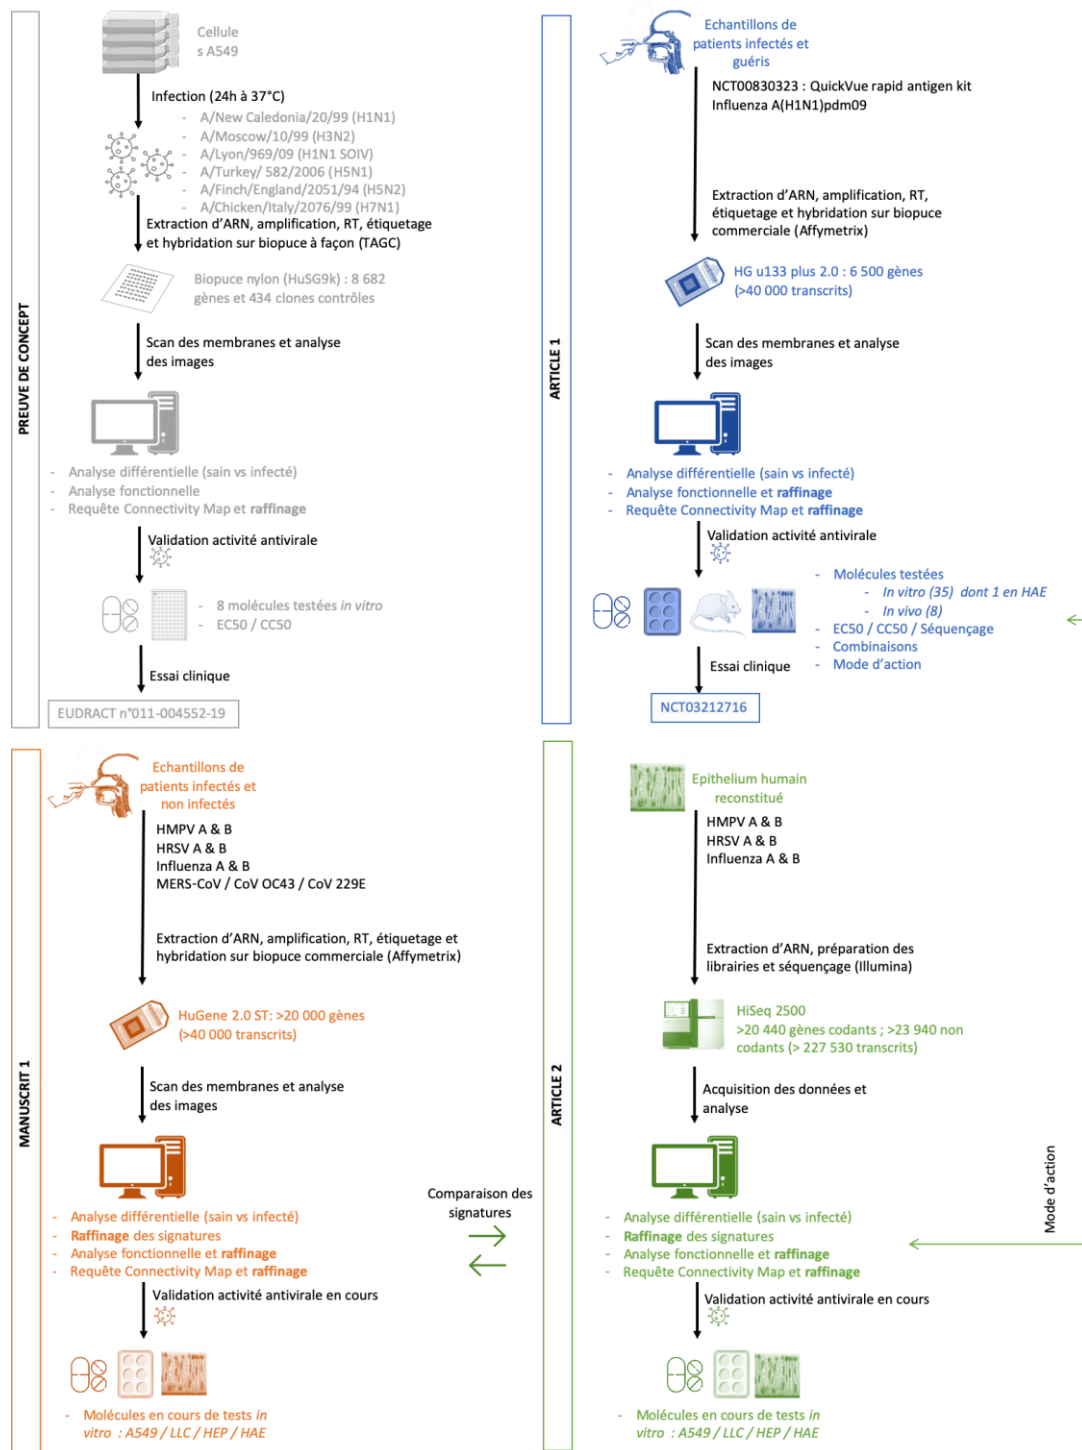 PREUVE DE CONCEPT
Cellule
s A549
Infection (24h à 37°C)
- A/New Caledonia/20/99 (H1N1)
- A/Moscow/10/99 (H3N2)
- A/Lyon/969/09 (H1N1 SOIV)
- A/Turkey/ 582/2006 (H5N1)
- A/Finch/England/2051/94 (H5N2)
- A/Chicken/Italy/2076/99 (H7N1)
Extraction d'ARN, amplification, RT, étiquetage
et hybridation sur biopuce à façon (TAGC)
Biopuce nylon (HuSG9k) : 8 682
gènes et 434 clones contrôles
Scan des membranes et analyse
des images
- Analyse différentielle (sain vs infecté)
- Analyse fonctionnelle
- Requête Connectivity Map et raffinage
Validation activité antivirale
- 8 molécules testées in vitro
- EC50 / CC50
Essai clinique
EUDRACT n°011-004552-19
ARTICLE 1
Echantillons de
patients infectés et
guéris
NCT00830323 : QuickVue rapid antigen kit
Influenza A(H1N1)pdm09
Extraction d'ARN, amplification, RT,
étiquetage et hybridation sur biopuce
commerciale (Affymetrix)
HG u133 plus 2.0 : 6 500 gènes
(>40 000 transcrits)
Scan des membranes et analyse
des images
- Analyse différentielle (sain vs infecté)
- Analyse fonctionnelle et raffinage
- Requête Connectivity Map et raffinage
Validation activité antivirale
- Molécules testées
- In vitro (35) dont 1 en HAE
- In vivo (8)
- EC50 / CC50 / Séquençage
- Combinaisons
- Mode d'action
Essai clinique
NCT03212716
MANUSCRIT 1
Echantillons de
patients infectés et
non infectés
HMPV A & B
HRSV A & B
Influenza A & B
MERS-CoV / CoV OC43 / CoV 229E
Extraction d'ARN, amplification, RT, étiquetage et
hybridation sur biopuce commerciale (Affymetrix)
HuGene 2.0 ST: >20 000 gènes
(>40 000 transcrits)
Scan des membranes et analyse
des images
- Analyse différentielle (sain vs infecté)
- Raffinage des signatures
- Analyse fonctionnelle et raffinage
- Requête Connectivity Map et raffinage
Validation activité antivirale en cours
- Molécules en cours de tests in
vitro : A549 / LLC / HEP / HAE
Comparaison des
signatures
ARTICLE 2
Epithelium humain
reconstitué
HMPV A & B
HRSV A & B
Influenza A & B
Extraction d'ARN, préparation des
librairies et séquençage (Illumina)
HiSeq 2500
>20 440 gènes codants ; >23 940 non
codants (> 227 530 transcrits)
Acquisition des données et
analyse
- Analyse différentielle (sain vs infecté)
- Raffinage des signatures
- Analyse fonctionnelle et raffinage
- Requête Connectivity Map et raffinage
Validation activité antivirale en cours
- Molécules en cours de tests in
vitro : A549 / LLC / HEP / HAE
Mode d'action